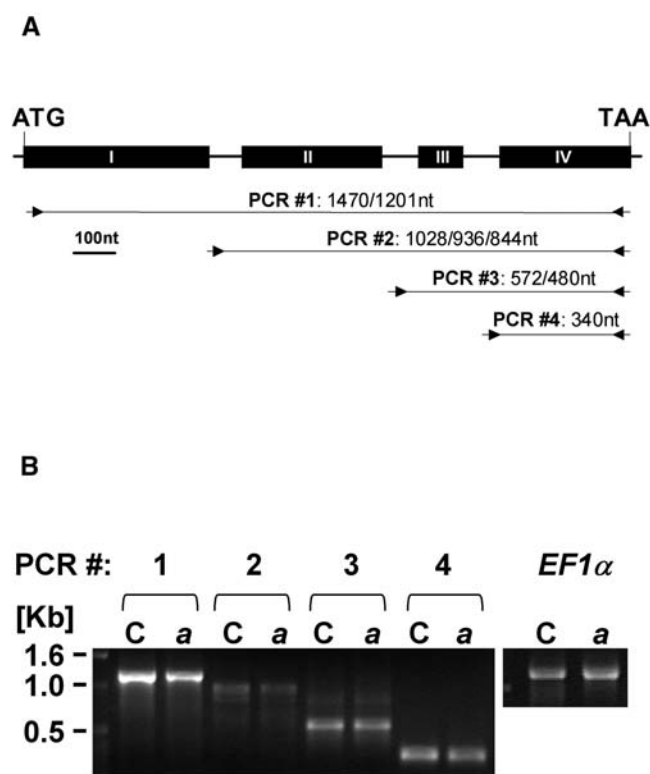 A
ATG TAA
I II III IV
PCR #1: 1470/1201nt
100nt
PCR #2: 1028/936/844nt
PCR #3: 572/480nt
PCR #4: 340nt
B
PCR #: 1 2 3 4 EF1α
[Kb] C a C a C a C a C a
1.6
1.0
0.5